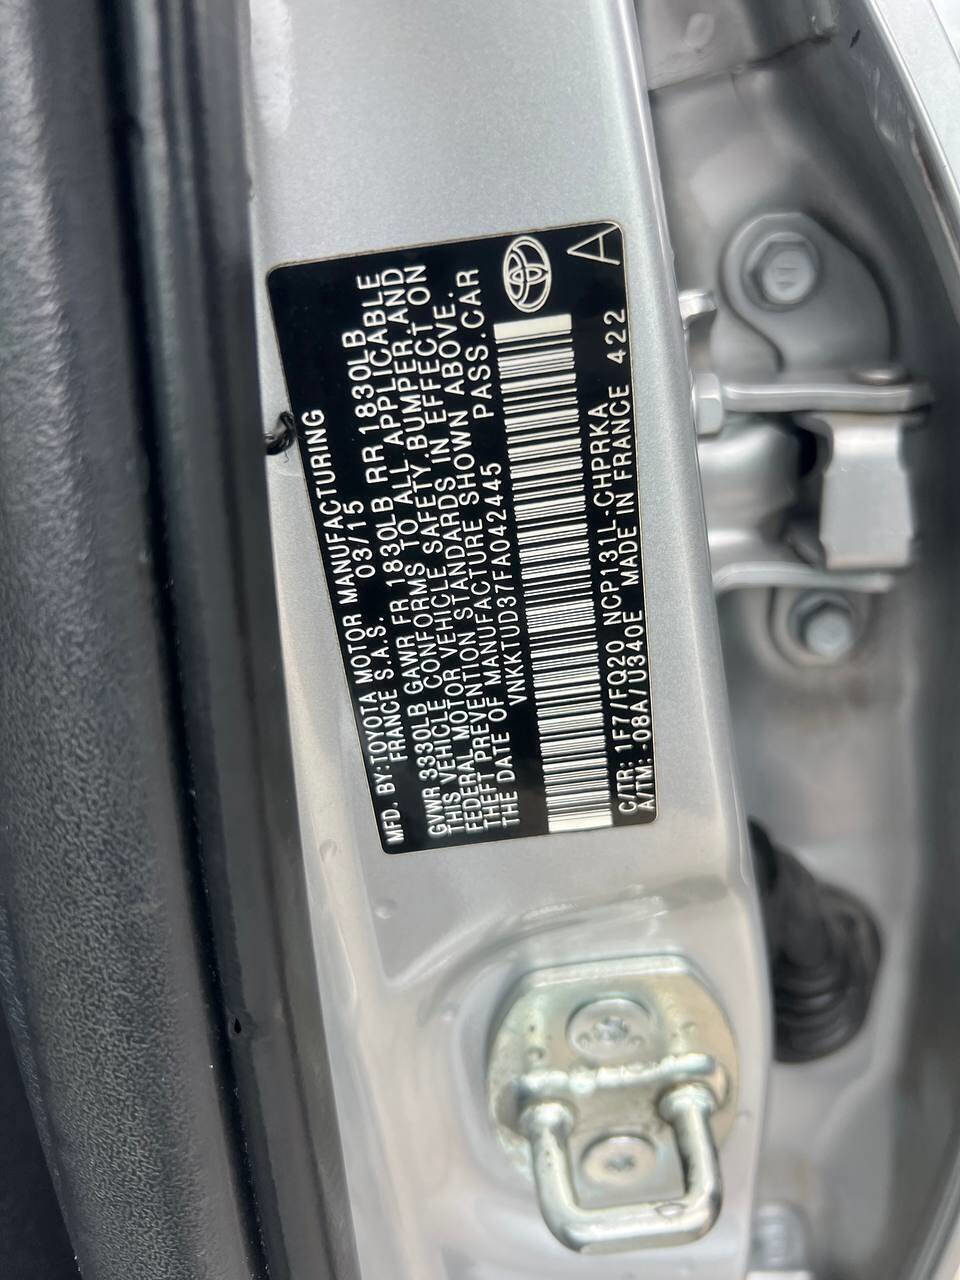 MFD. BY:TOYOTA MOTOR MANUFACTURING
FRANCE S.A.S. 03/15
GVWR 3330LB GAWR FR 1830LB RR 1830LB
THIS VEHICLE CONFORMS TO ALL APPLICABLE
FEDERAL MOTOR VEHICLE SAFETY,BUMPER,AND
THEFT PREVENTION STANDARDS IN EFFECT ON
THE DATE OF MANUFACTURE SHOWN ABOVE.
VNKKTUD37FA042445 PASS.CAR
C/TR: 1F7/FQ20 NCP131L-CHPRKA
A/TM: 08A/U340E MADE IN FRANCE 422 A